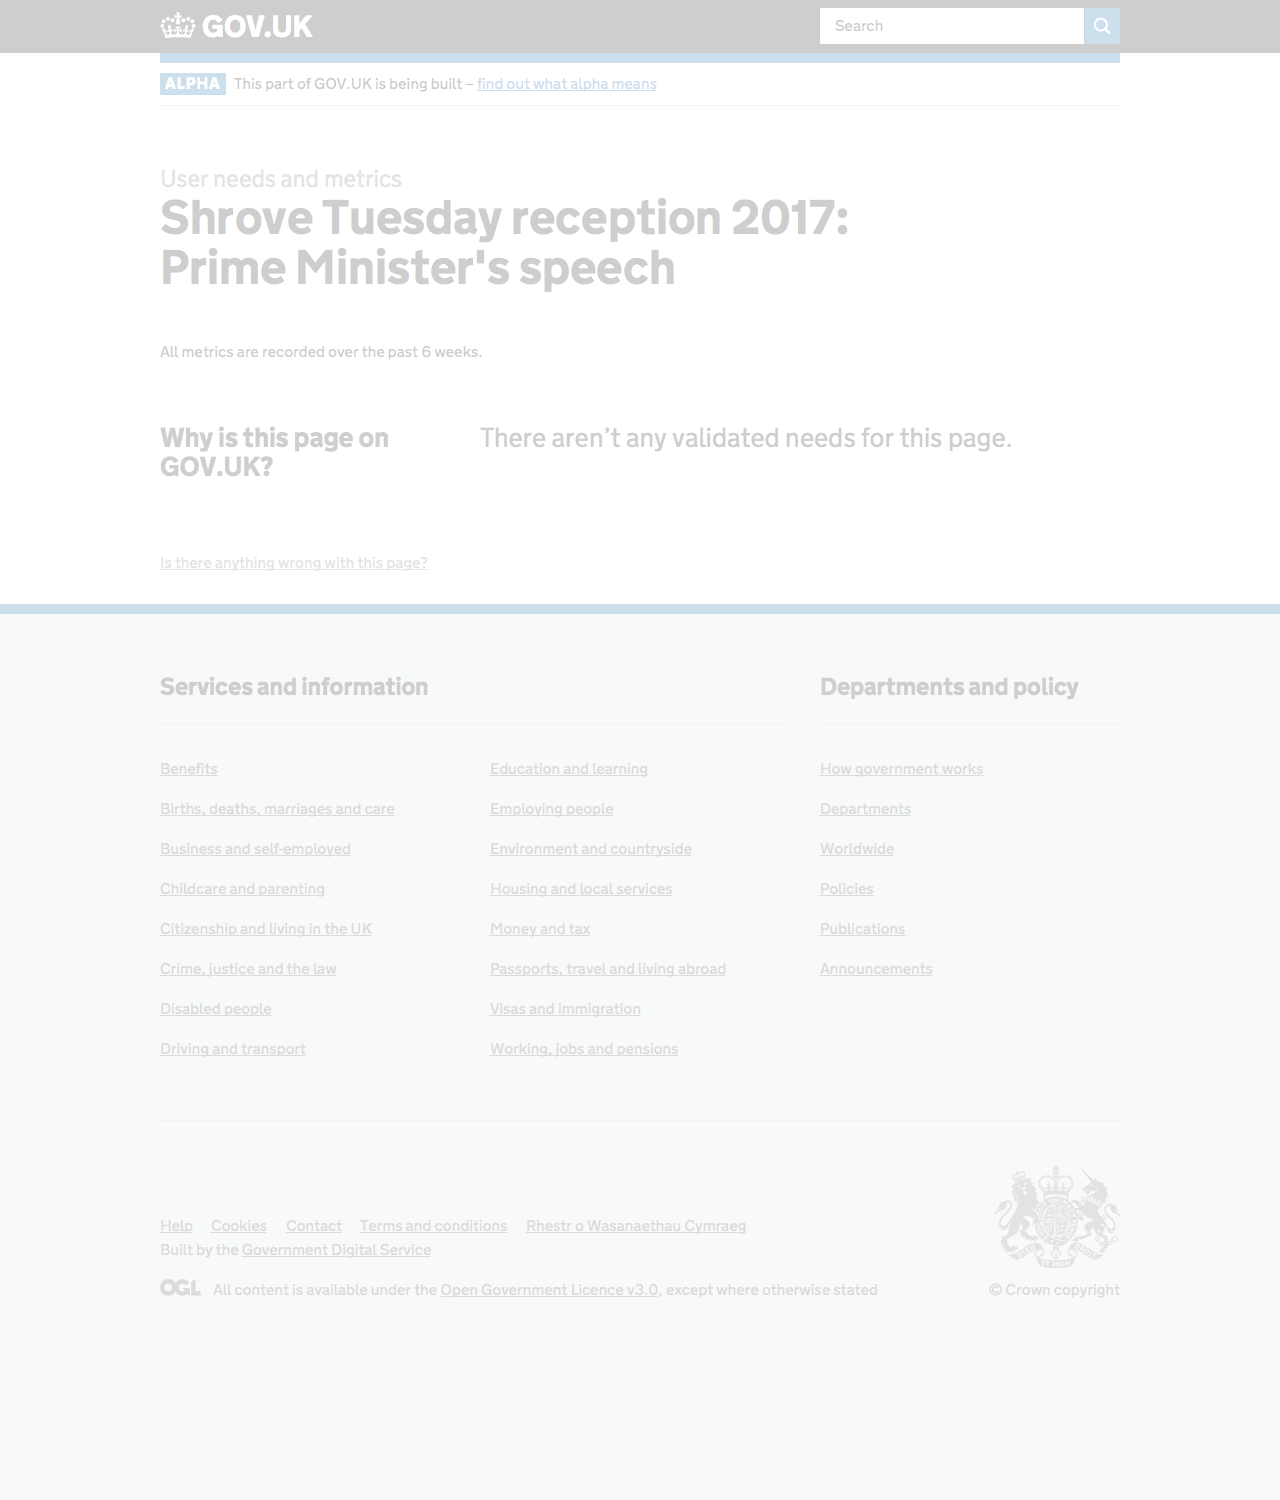 GOV.UK
Search
ALPHA This part of GOV.UK is being built – find out what alpha means
User needs and metrics
Shrove Tuesday reception 2017:
Prime Minister's speech
All metrics are recorded over the past 6 weeks.
Why is this page on
GOV.UK?
There aren’t any validated needs for this page.
Is there anything wrong with this page?
Services and information
Benefits
Births, deaths, marriages and care
Business and self-employed
Childcare and parenting
Citizenship and living in the UK
Crime, justice and the law
Disabled people
Driving and transport
Education and learning
Employing people
Environment and countryside
Housing and local services
Money and tax
Passports, travel and living abroad
Visas and immigration
Working, jobs and pensions
Departments and policy
How government works
Departments
Worldwide
Policies
Publications
Announcements
Help Cookies Contact Terms and conditions Rhestr o Wasanaethau Cymraeg
Built by the Government Digital Service
OGL All content is available under the Open Government Licence v3.0, except where otherwise stated
© Crown copyright